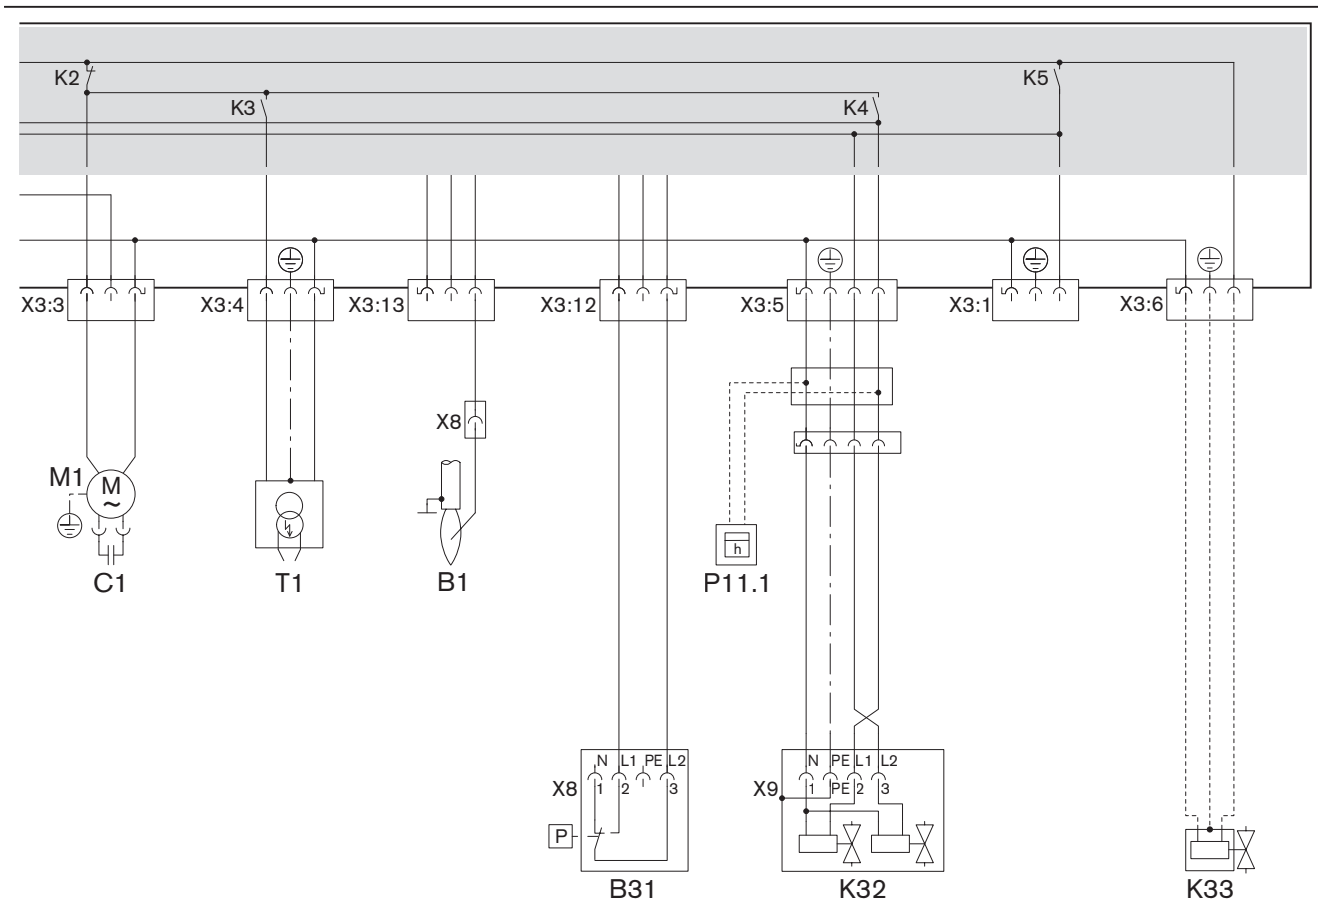 K2
K3
K4
K5
X3:3
X3:4
X3:13
X3:12
X3:5
X3:1
X3:6
X8
M1
M
~
C1
T1
B1
h
P11.1
N L1 PE L2
X8
1 2 3
P
B31
N PE L1 L2
X9
1 PE 2 3
K32
K33